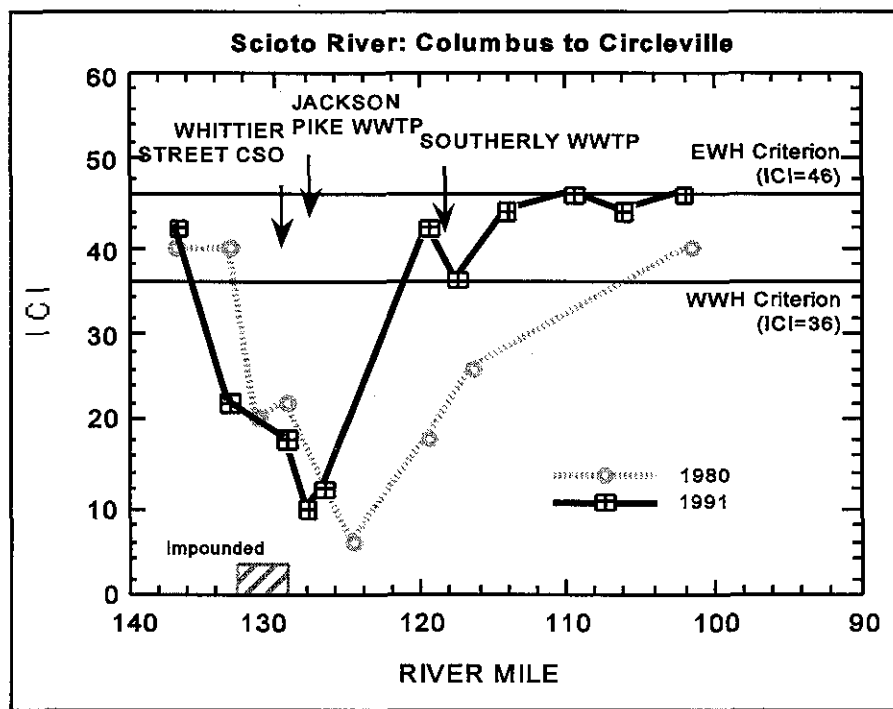 Scioto River: Columbus to Circleville
60
50
40
30
20
10
0
ICI
WHITTIER
STREET CSO
JACKSON
PIKE WWTP
SOUTHERLY WWTP
EWH Criterion
(ICI=46)
WWH Criterion
(ICI=36)
1980
1991
Impounded
140
130
120
110
100
90
RIVER MILE